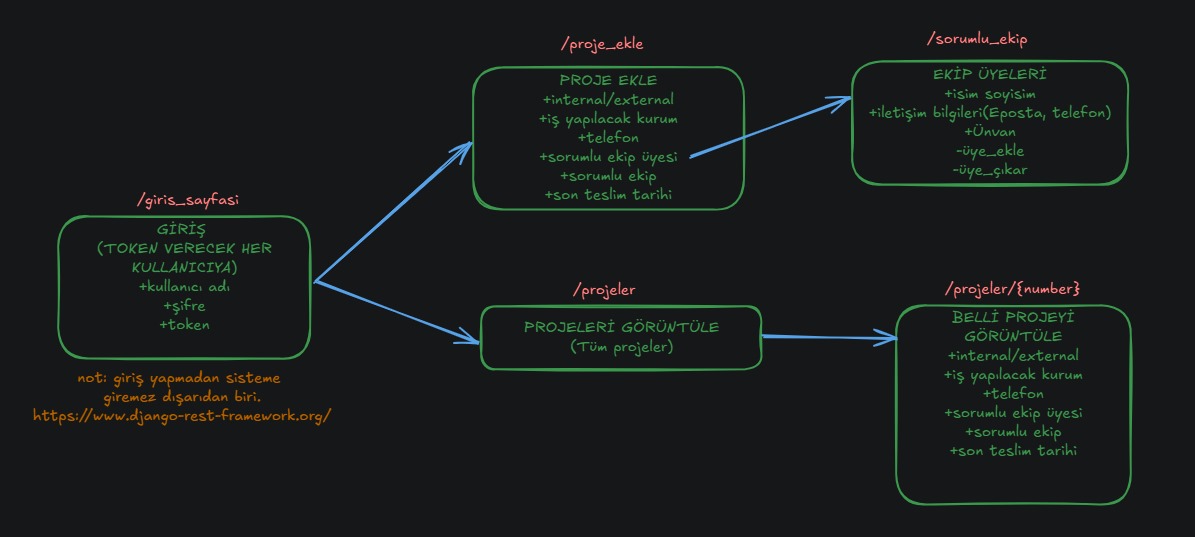 /giris_sayfasi
GİRİŞ
(TOKEN VERECEK HER
KULLANICIYA)
+kullanıcı adı
+şifre
+token
not: giriş yapmadan sisteme
giremez dışarıdan biri.
https://www.django-rest-framework.org/
/proje_ekle
PROJE EKLE
+internal/external
+iş yapılacak kurum
+telefon
+sorumlu ekip üyesi
+sorumlu ekip
+son teslim tarihi
/sorumlu_ekip
EKİP ÜYELERİ
+isim soyisim
+iletişim bilgileri(Eposta, telefon)
+Ünvan
-üye_ekle
-üye_çıkar
/projeler
PROJELERİ GÖRÜNTÜLE
(Tüm projeler)
/projeler/{number}
BELLİ PROJEYİ
GÖRÜNTÜLE
+internal/external
+iş yapılacak kurum
+telefon
+sorumlu ekip üyesi
+sorumlu ekip
+son teslim tarihi